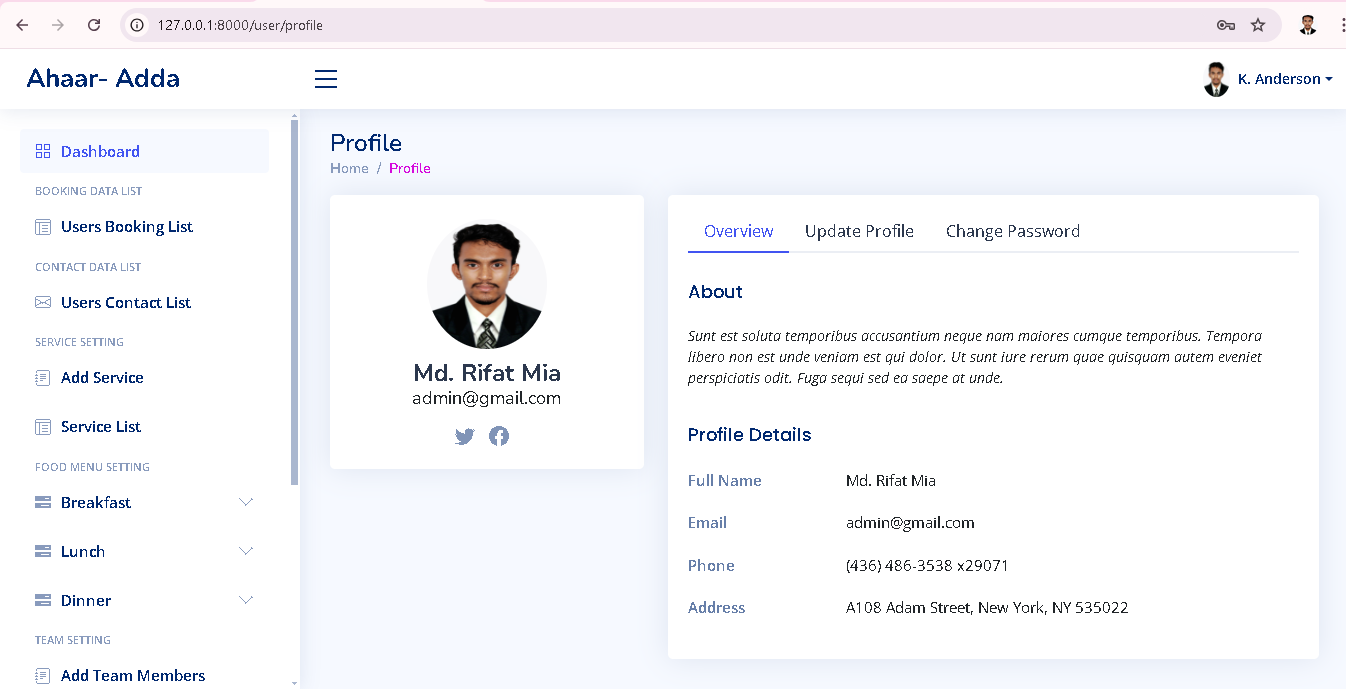 127.0.0.1:8000/user/profile
Ahaar- Adda
K. Anderson
Dashboard
BOOKING DATA LIST
Users Booking List
CONTACT DATA LIST
Users Contact List
SERVICE SETTING
Add Service
Service List
FOOD MENU SETTING
Breakfast
Lunch
Dinner
TEAM SETTING
Add Team Members
Profile
Home / Profile
Md. Rifat Mia
admin@gmail.com
Overview Update Profile Change Password
About
Sunt est soluta temporibus accusantium neque nam maiores cumque temporibus. Tempora
libero non est unde veniam est qui dolor. Ut sunt iure rerum quae quisquam autem eveniet
perspiciatis odit. Fuga sequi sed ea saepe at unde.
Profile Details
Full Name Md. Rifat Mia
Email admin@gmail.com
Phone (436) 486-3538 x29071
Address A108 Adam Street, New York, NY 535022